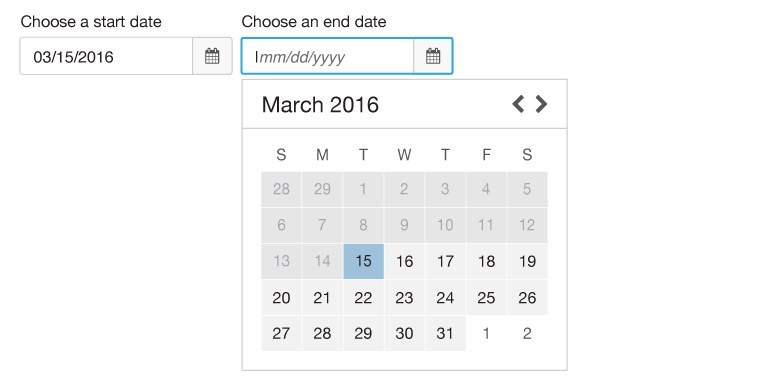 Choose a start date Choose an end date
03/15/2016 mm/dd/yyyy
March 2016
S M T W T F S
28 29 1 2 3 4 5
6 7 8 9 10 11 12
13 14 15 16 17 18 19
20 21 22 23 24 25 26
27 28 29 30 31 1 2